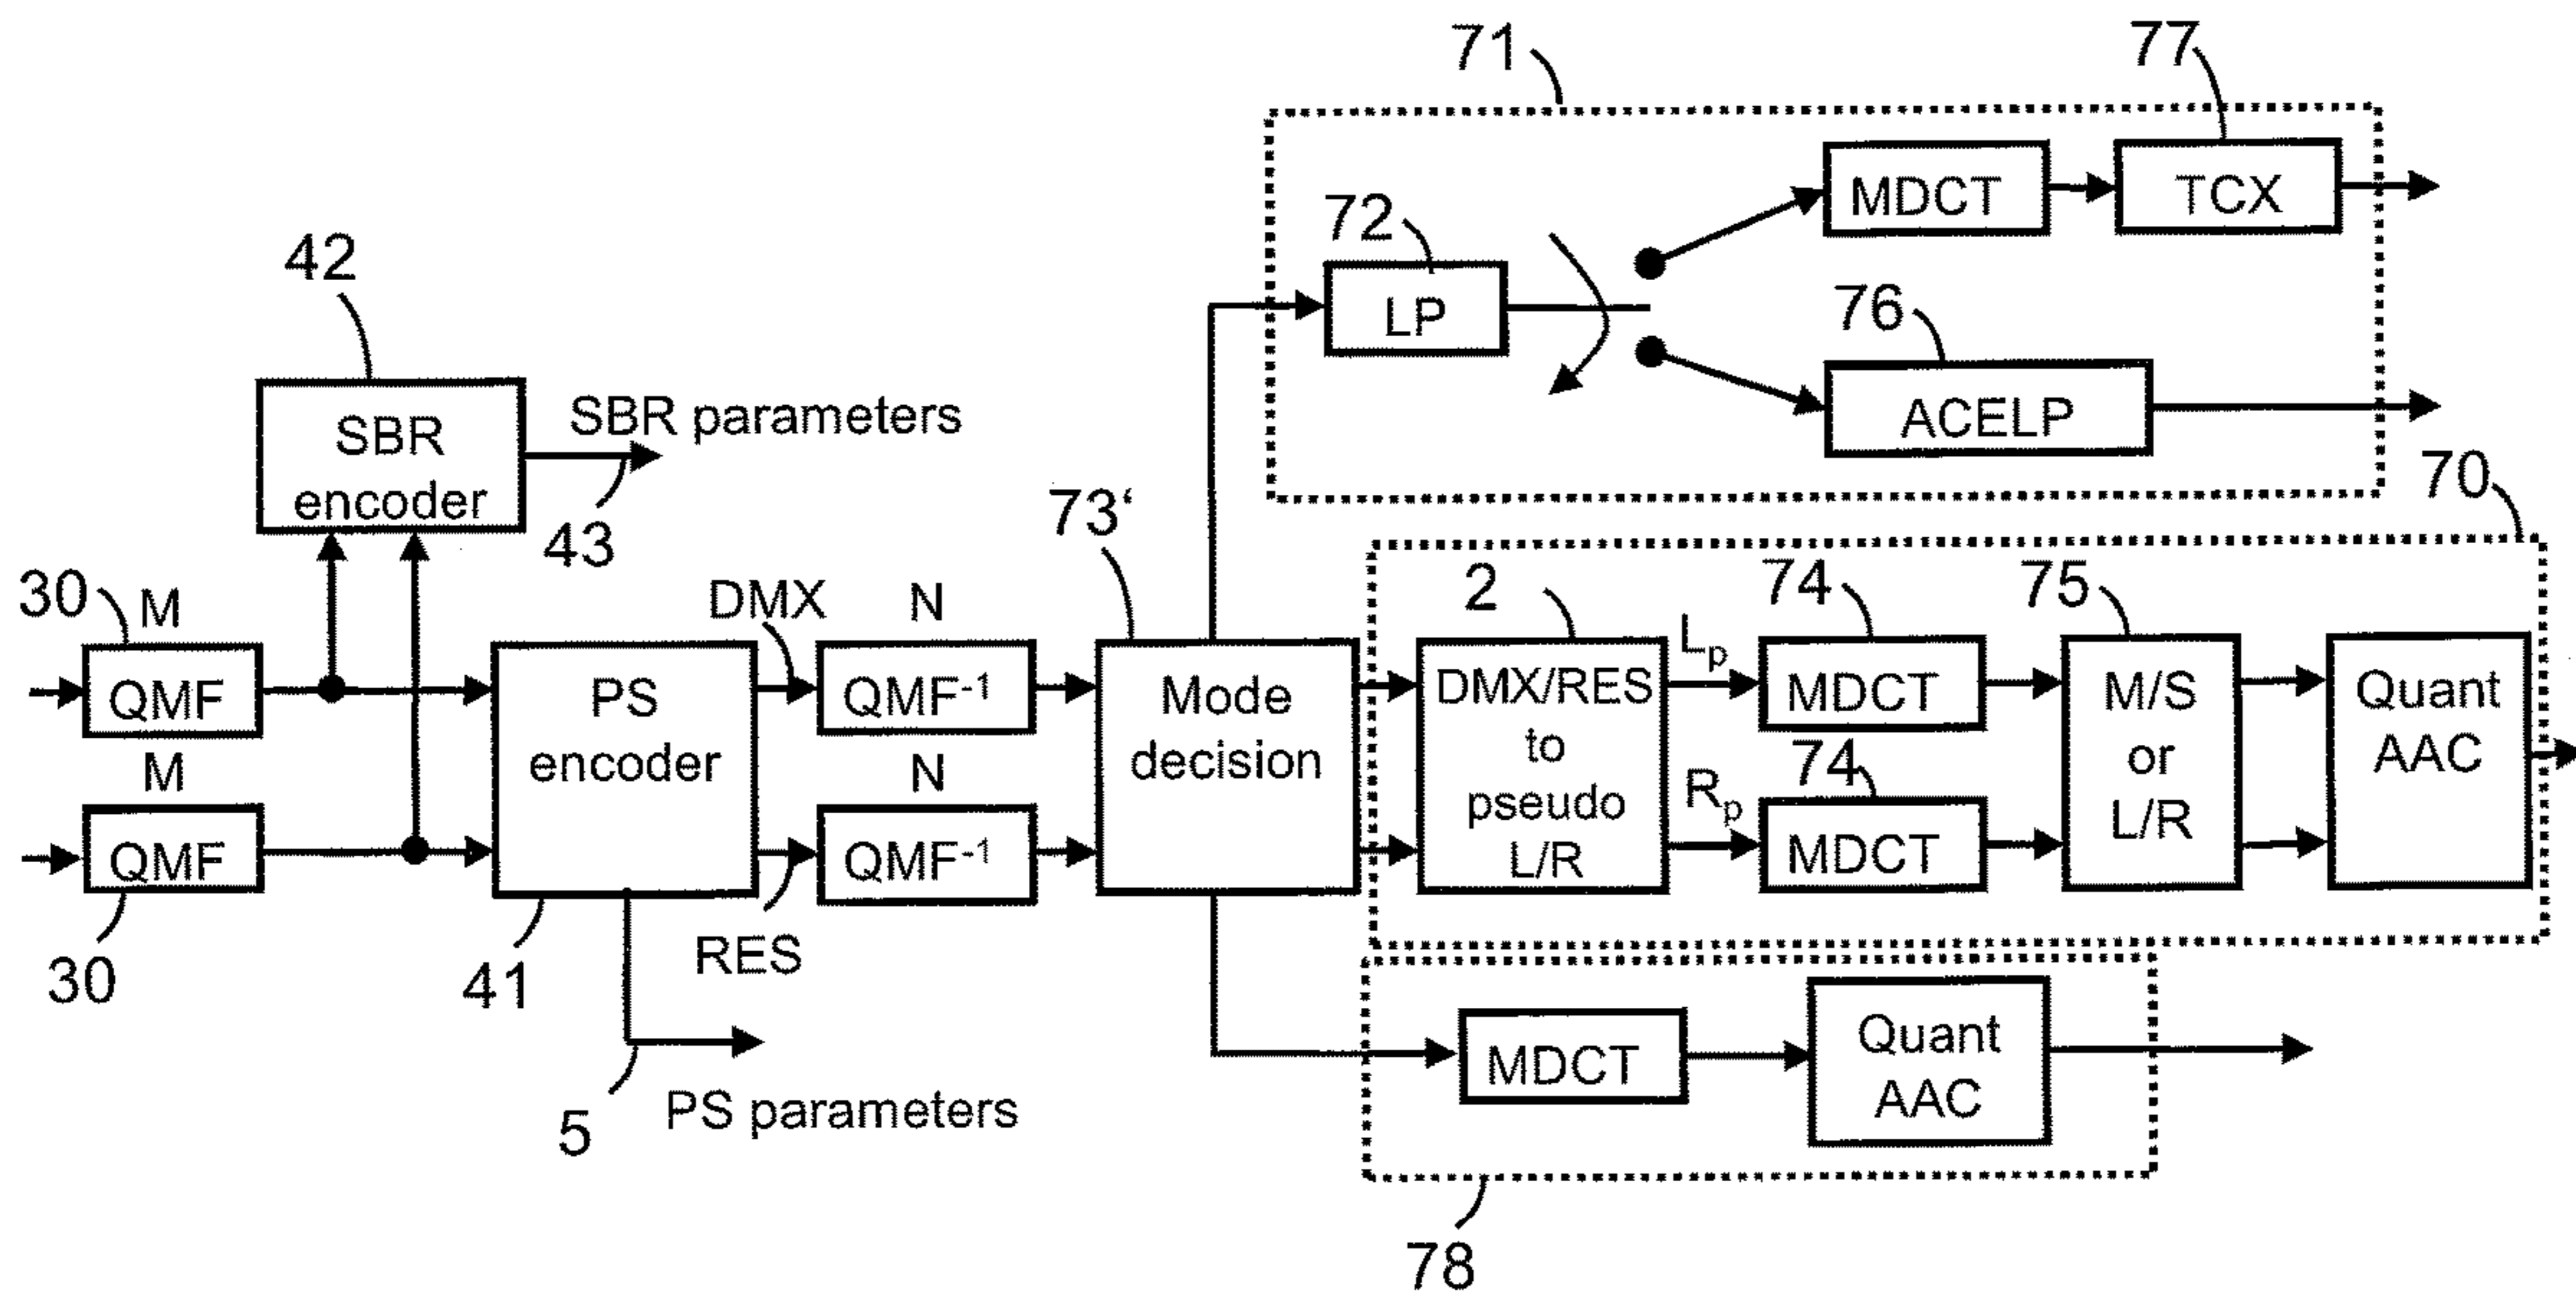 71
77
72
MDCT
TCX
LP
76
ACELP
42
SBR
encoder
SBR parameters
43
70
73‘
30
M
QMF
M
QMF
30
PS
encoder
41
DMX
N
QMF-1
N
QMF-1
RES
5
PS parameters
Mode
decision
2
DMX/RES
to
pseudo
L/R
Lp
Rp
74
MDCT
74
MDCT
75
M/S
or
L/R
Quant
AAC
MDCT
Quant
AAC
78